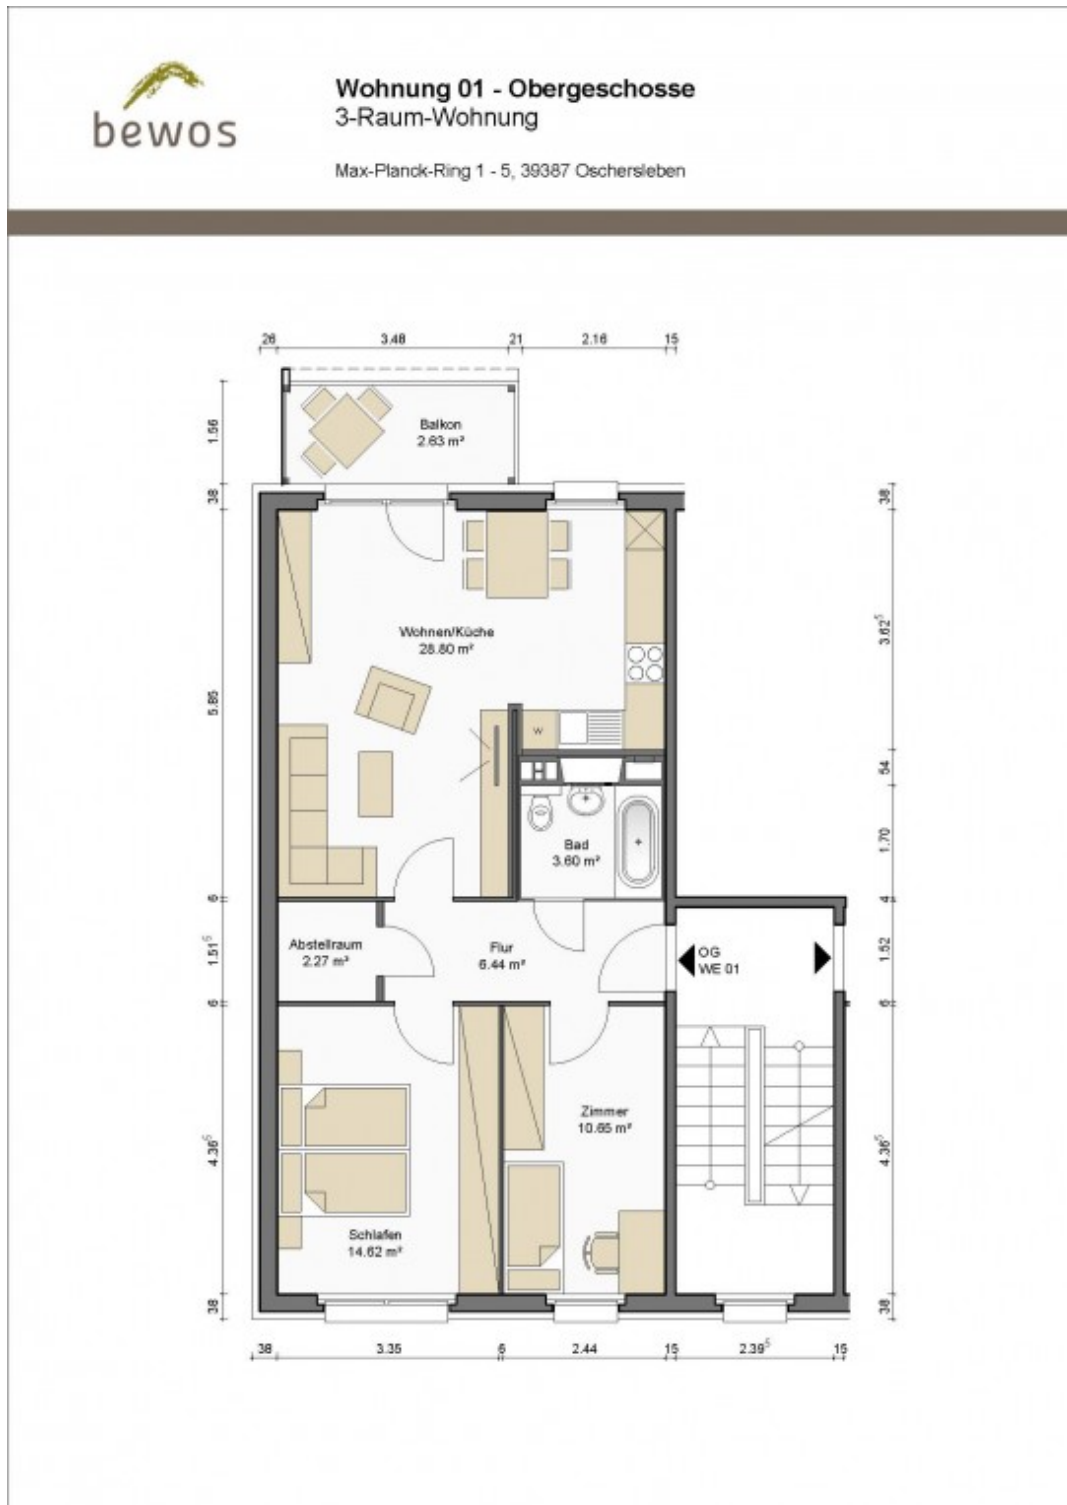 bewos
Wohnung 01 - Obergeschosse
3-Raum-Wohnung
Max-Planck-Ring 1 - 5, 39387 Oschersleben
26 3.48 21 2.16 15
1.56
38
5.85
6
1.51⁵
6
4.36⁵
38
Balkon
2.63 m²
Wohnen/Küche
28.80 m²
W
Bad
3.60 m²
Abstellraum
2.27 m²
Flur
6.44 m²
OG
WE 01
Zimmer
10.65 m²
Schlafen
14.62 m²
38
3.62⁵
54
1.70
4
1.52
6
4.36⁵
38
38 3.35 6 2.44 15 2.39⁵ 15